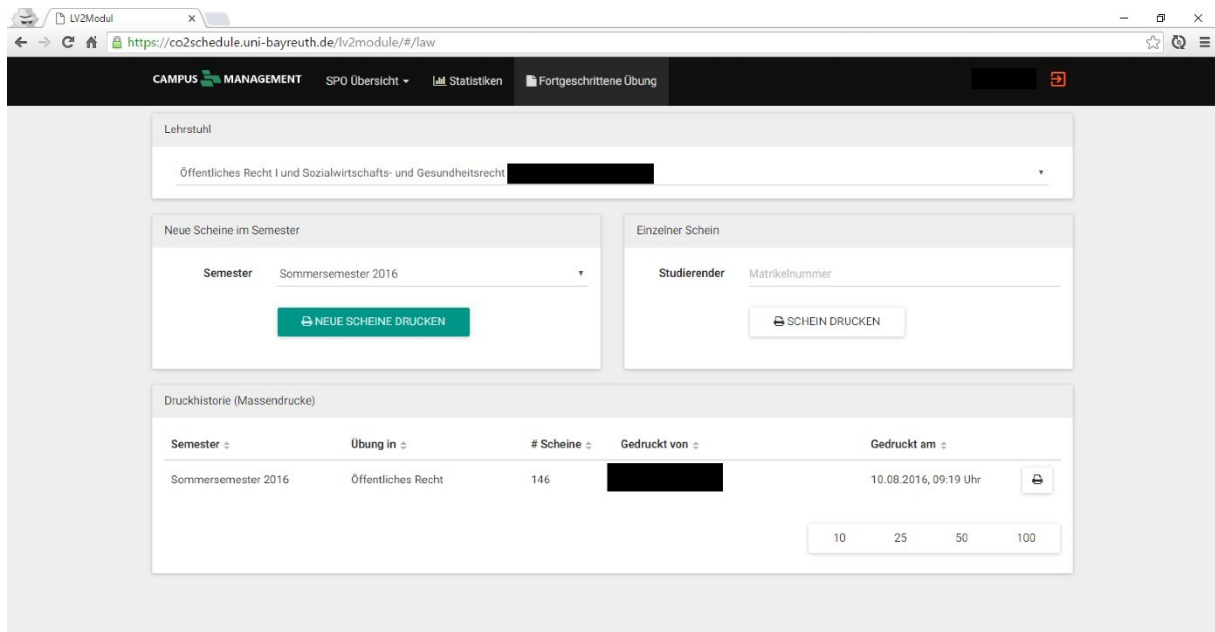 LV2Modul
https://co2schedule.uni-bayreuth.de/lv2module/#/law
CAMPUS MANAGEMENT SPO Übersicht Statistiken Fortgeschrittene Übung
Lehrstuhl
Öffentliches Recht I und Sozialwirtschafts- und Gesundheitsrecht
Neue Scheine im Semester Einzelner Schein
Semester Sommersemester 2016 Studierender Matrikelnummer
NEUE SCHEINE DRUCKEN SCHEIN DRUCKEN
Druckhistorie (Massendrucke)
Semester Übung in # Scheine Gedruckt von Gedruckt am
Sommersemester 2016 Öffentliches Recht 146 10.08.2016, 09:19 Uhr
10 25 50 100